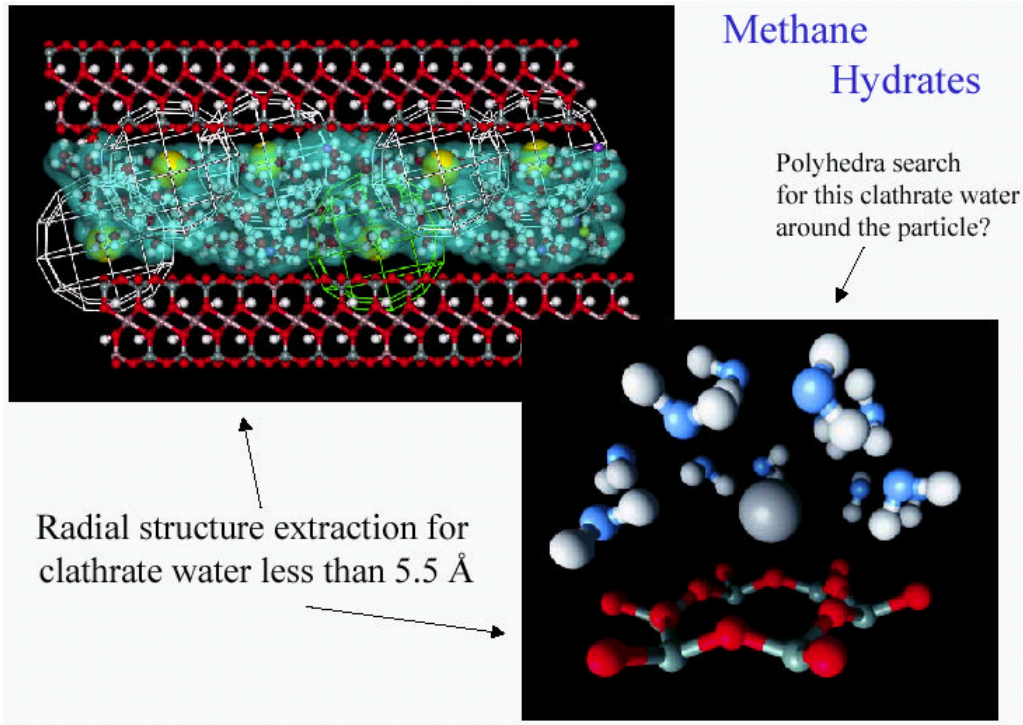 Methane
Hydrates
Polyhedra search
for this clathrate water
around the particle?
Radial structure extraction for
clathrate water less than 5.5 Å